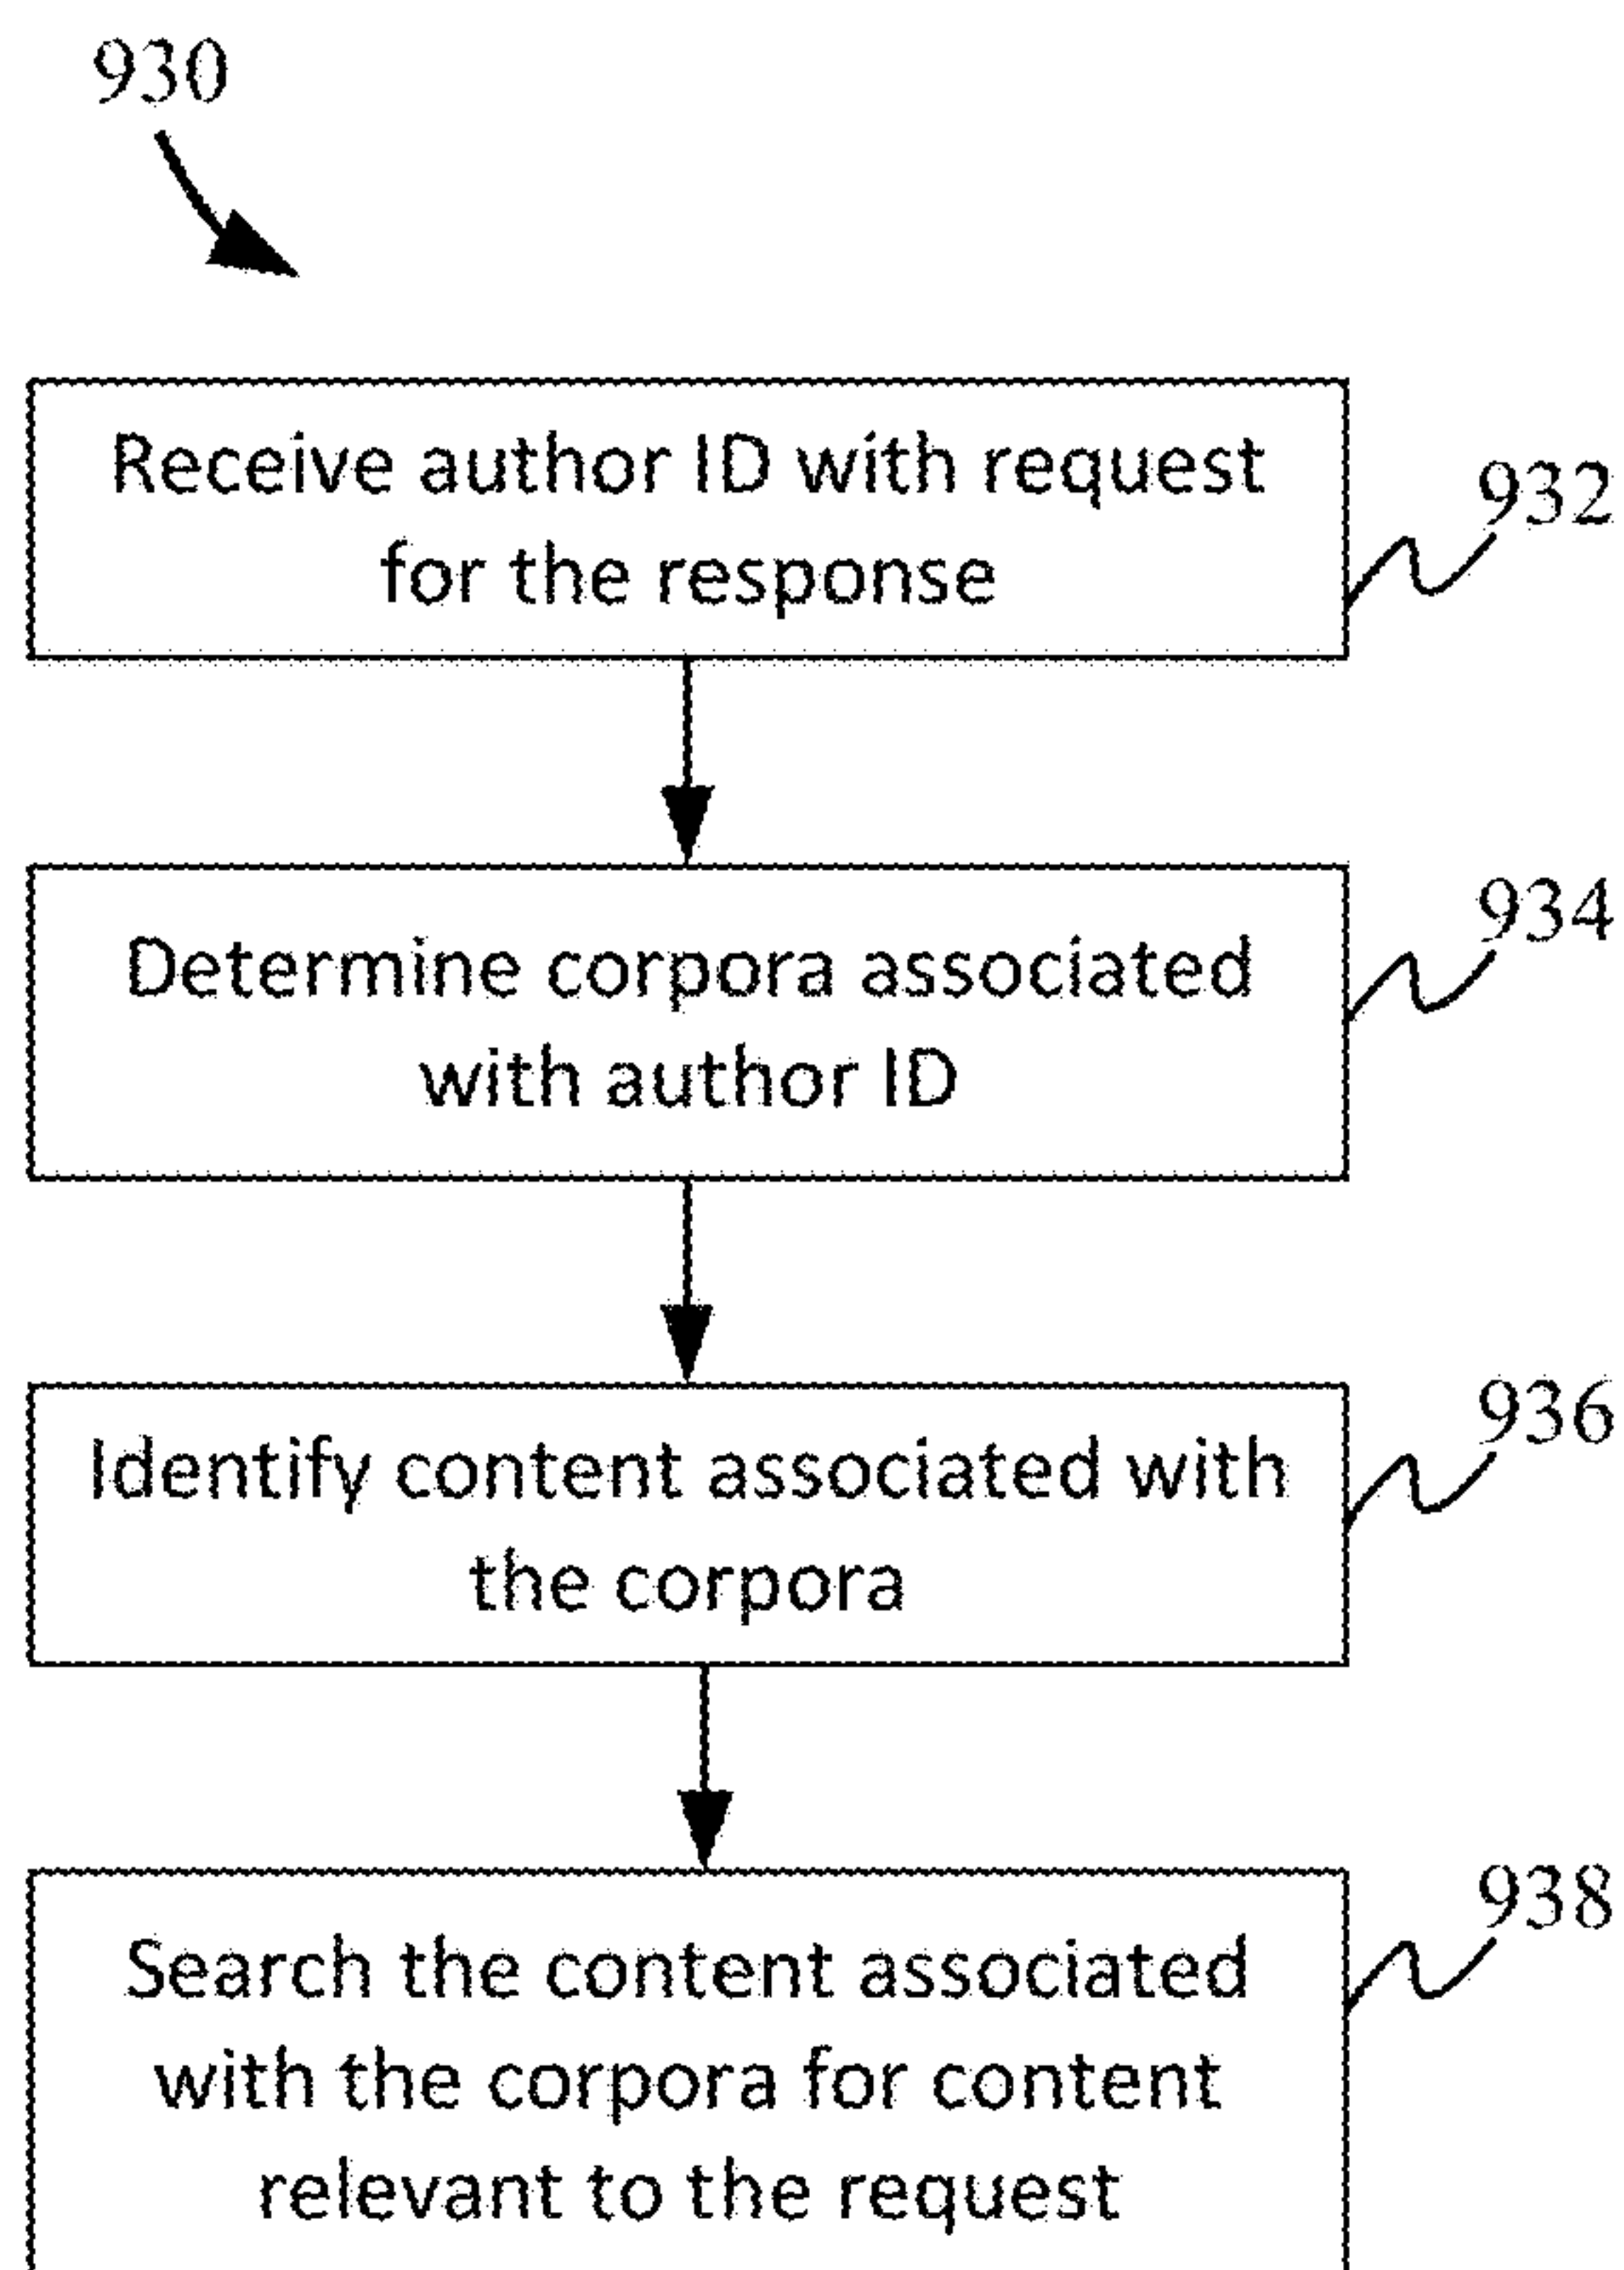 930
Receive author ID with request
for the response
932
Determine corpora associated
with author ID
934
Identify content associated with
the corpora
936
Search the content associated
with the corpora for content
relevant to the request
938